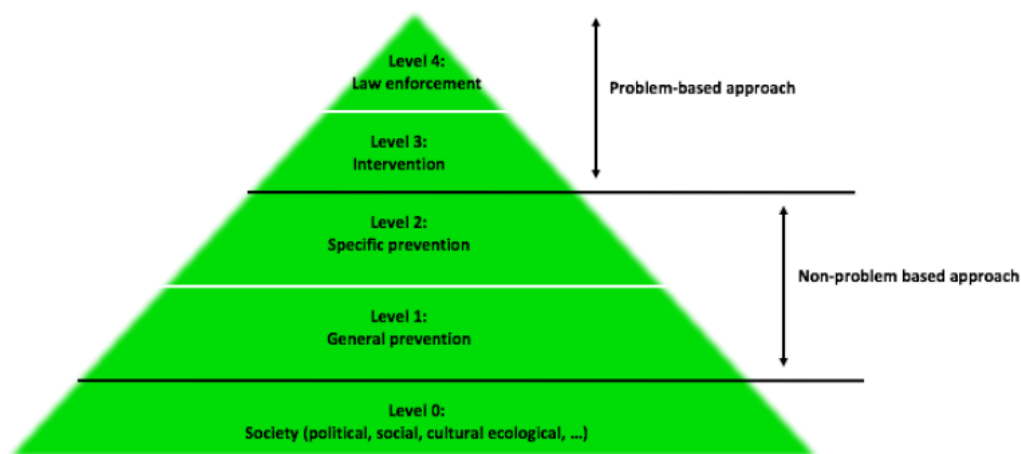 Level 4:
Law enforcement
Problem-based approach
Level 3:
Intervention
Level 2:
Specific prevention
Non-problem based approach
Level 1:
General prevention
Level 0:
Society (political, social, cultural ecological, ...)